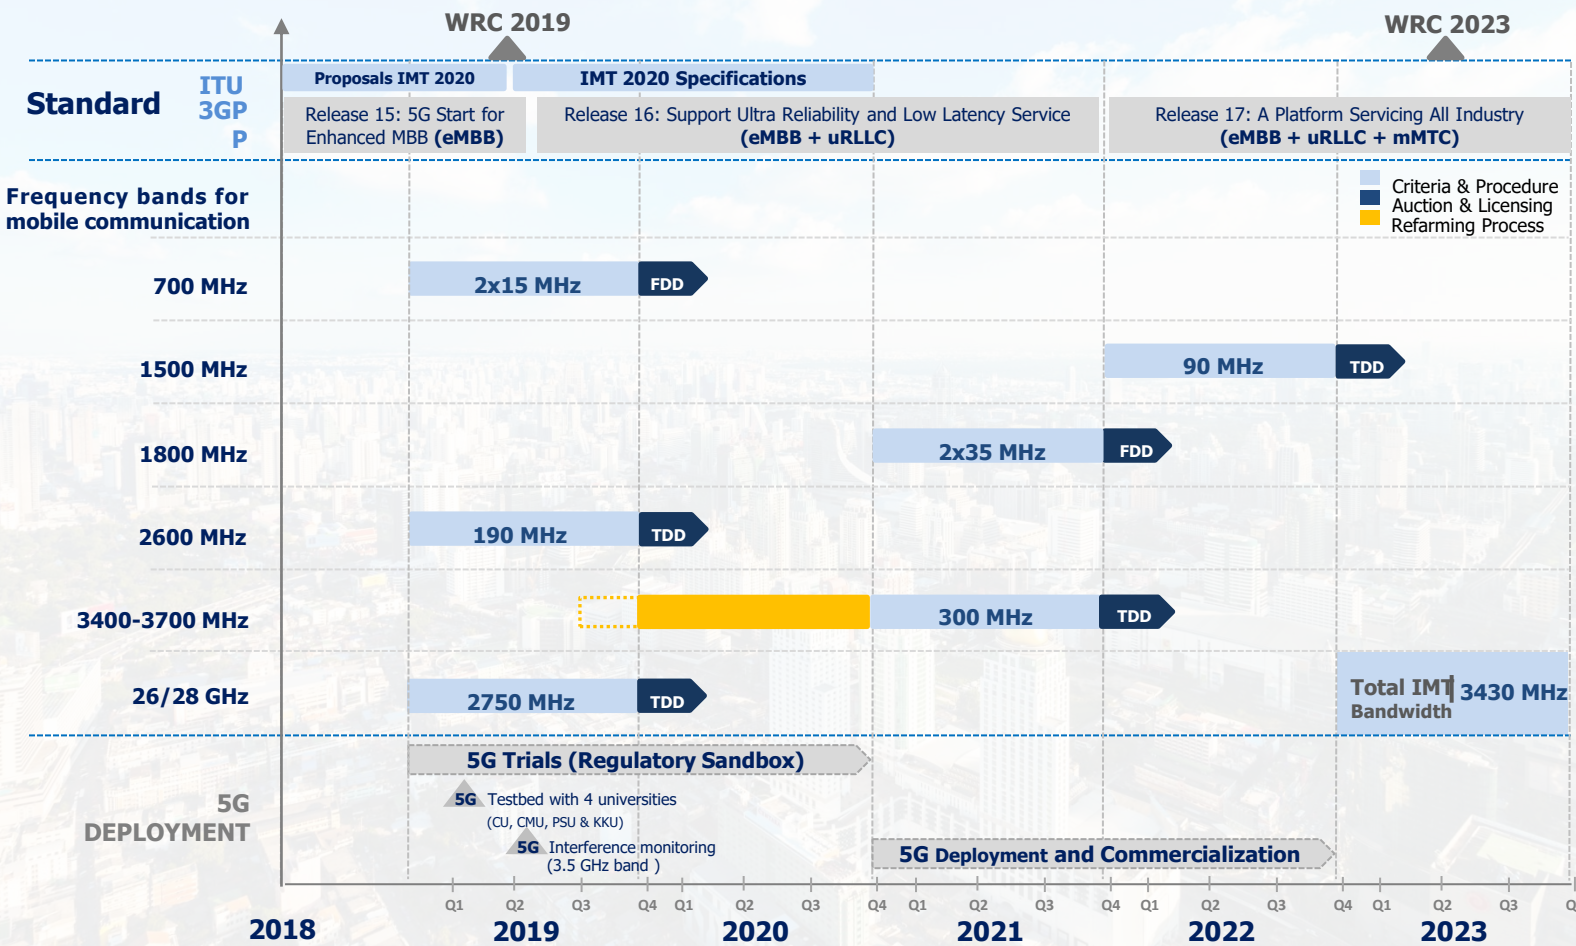 WRC 2019
WRC 2023
Standard
ITU
3GP
P
Proposals IMT 2020
IMT 2020 Specifications
Release 15: 5G Start for
Enhanced MBB (eMBB)
Release 16: Support Ultra Reliability and Low Latency Service
(eMBB + uRLLC)
Release 17: A Platform Servicing All Industry
(eMBB + uRLLC + mMTC)
Frequency bands for
mobile communication
Criteria & Procedure
Auction & Licensing
Refarming Process
700 MHz
2x15 MHz
FDD
1500 MHz
90 MHz
TDD
1800 MHz
2x35 MHz
FDD
2600 MHz
190 MHz
TDD
3400-3700 MHz
300 MHz
TDD
26/28 GHz
2750 MHz
TDD
Total IMT
Bandwidth
3430 MHz
5G
DEPLOYMENT
5G Trials (Regulatory Sandbox)
5G Testbed with 4 universities
(CU, CMU, PSU & KKU)
5G Interference monitoring
(3.5 GHz band )
5G Deployment and Commercialization
Q1 Q2 Q3 Q4 Q1 Q2 Q3 Q4 Q1 Q2 Q3 Q4 Q1 Q2 Q3 Q4 Q1 Q2 Q3 Q
2018 2019 2020 2021 2022 2023